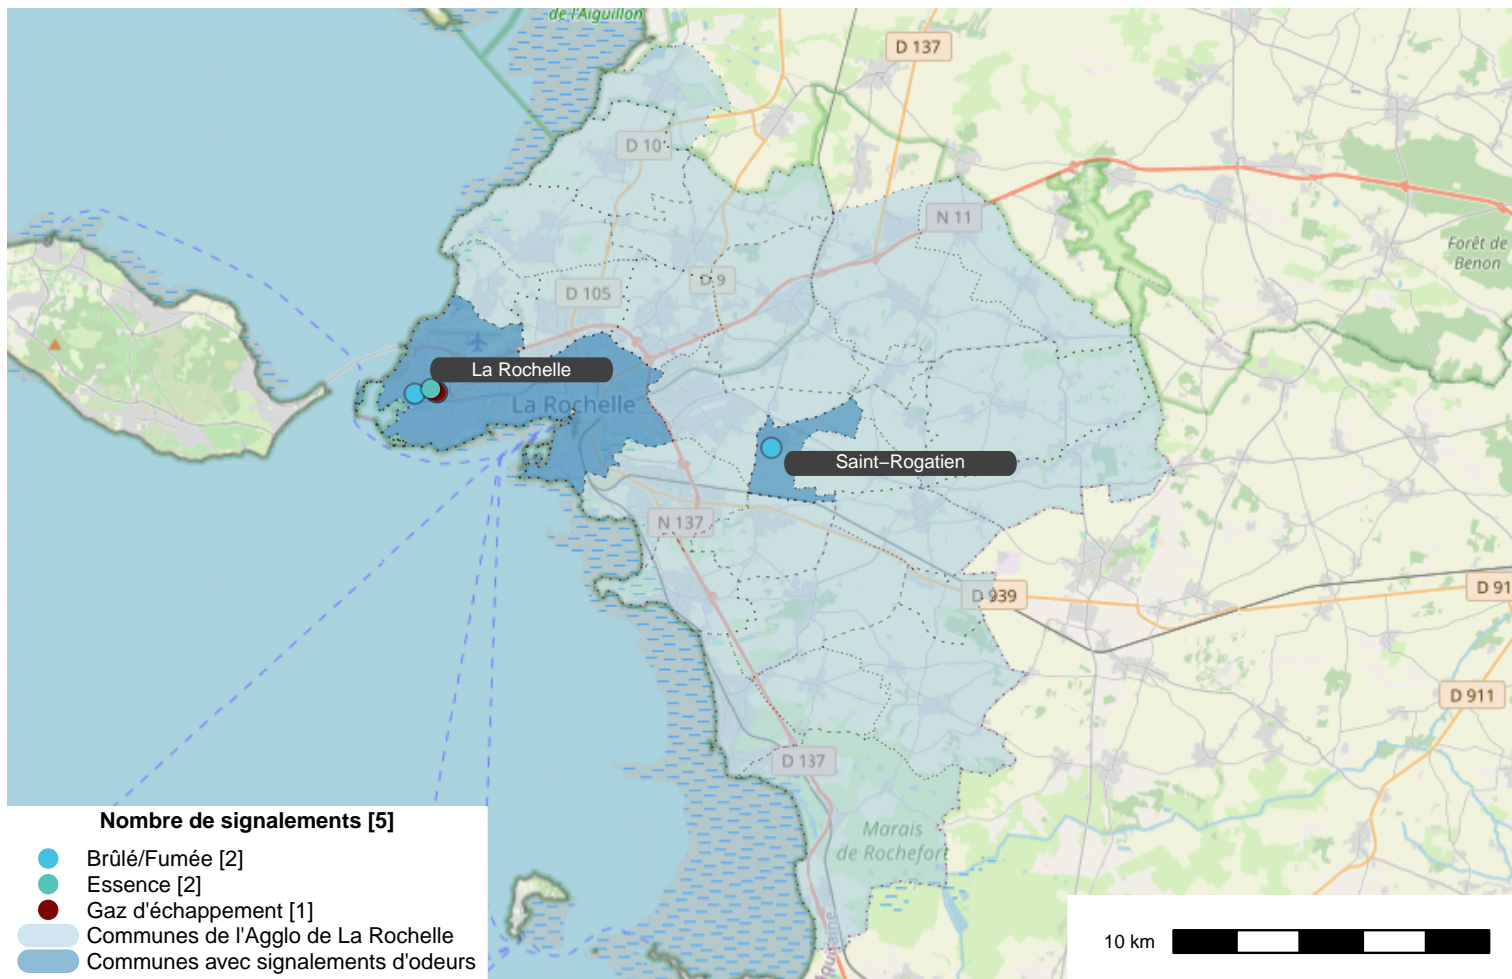 de l'Aiguillon
D 137
D 10
N 11
Forêt de
Benon
D 105
D 9
La Rochelle
La Rochelle
Saint–Rogatien
N 137
D 939
D 91
D 911
D 137
Marais
de Rochefort
Aquitaine
Nombre de signalements [5]
Brûlé/Fumée [2]
Essence [2]
Gaz d'échappement [1]
Communes de l'Agglo de La Rochelle
Communes avec signalements d'odeurs
10 km